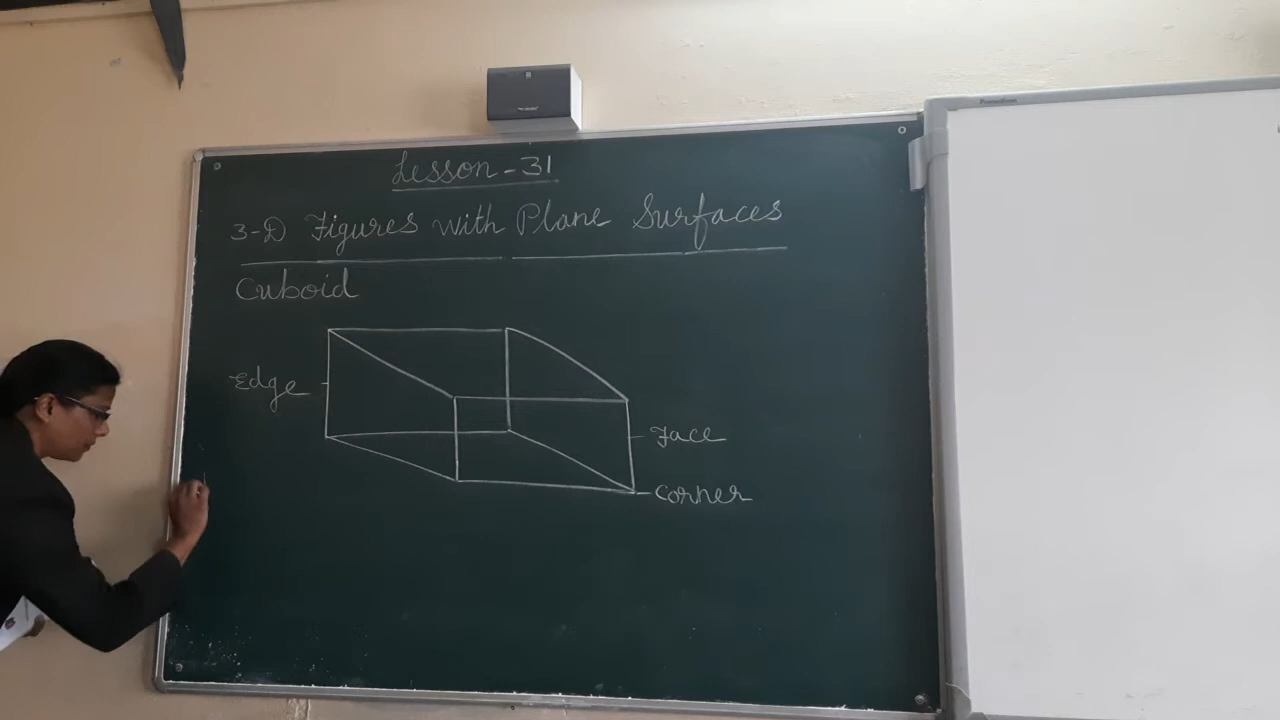 Lesson - 31
3-D Figures with Plane Surfaces
Cuboid
Edge
Face
Corner